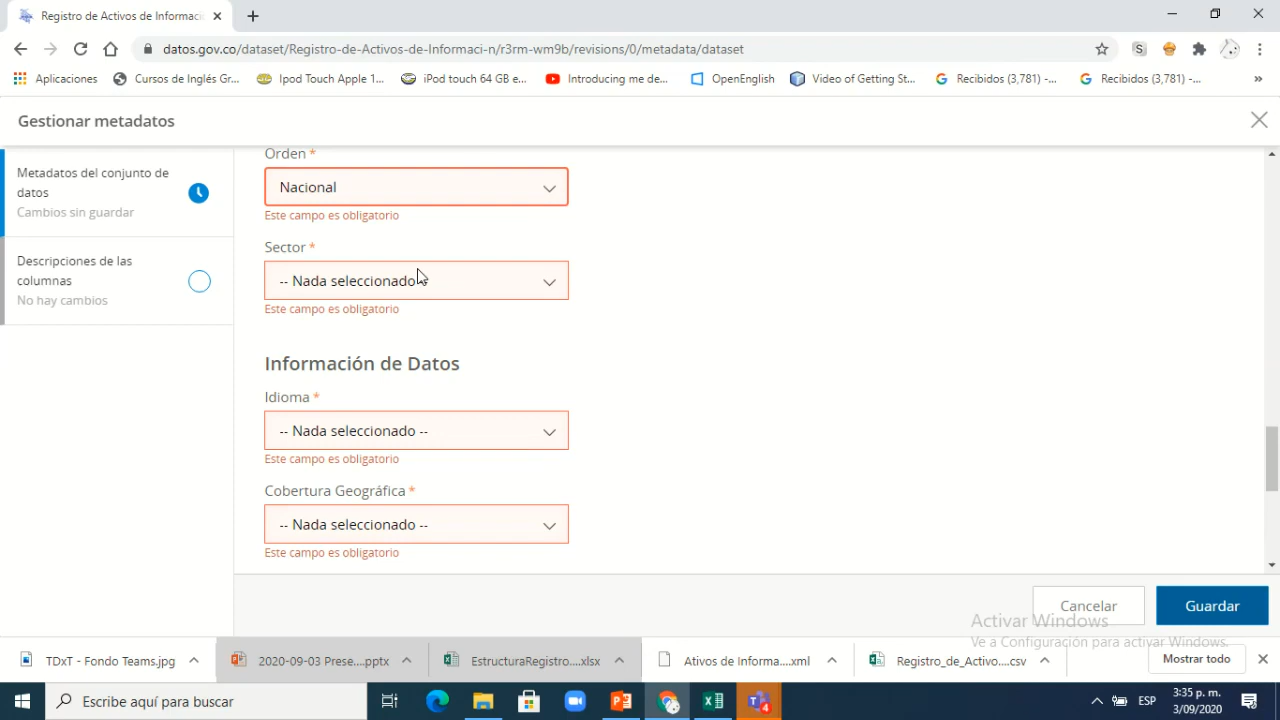 Registro de Activos de Informaci
datos.gov.co/dataset/Registro-de-Activos-de-Informaci-n/r3rm-wm9b/revisions/0/metadata/dataset
Aplicaciones Cursos de Inglés Gr... Ipod Touch Apple 1... iPod touch 64 GB e... Introducing me de... OpenEnglish Video of Getting St... Recibidos (3,781) -... Recibidos (3,781) -... »
Gestionar metadatos
Metadatos del conjunto de
datos
Cambios sin guardar
Descripciones de las
columnas
No hay cambios
Orden *
Nacional
Este campo es obligatorio
Sector *
-- Nada seleccionado --
Este campo es obligatorio
Información de Datos
Idioma *
-- Nada seleccionado --
Este campo es obligatorio
Cobertura Geográfica *
-- Nada seleccionado --
Este campo es obligatorio
Cancelar Guardar
Activar Windows
Ve a Configuración para activar Windows.
TDxT - Fondo Teams.jpg 2020-09-03 Prese....pptx EstructuraRegistro....xlsx Ativos de Informa....xml Registro_de_Activo....csv Mostrar todo
Escribe aquí para buscar
4
ESP
3:35 p. m.
3/09/2020